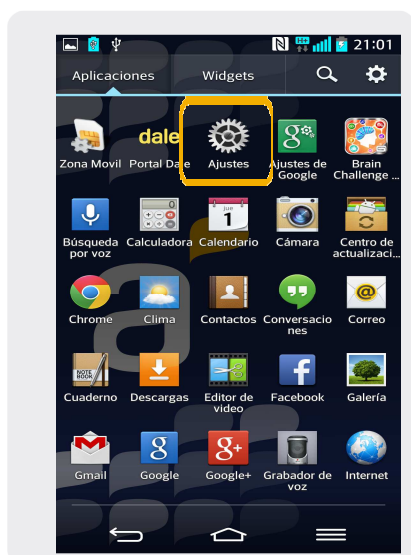 21:01
Aplicaciones Widgets
dale
Zona Movil Portal Dale Ajustes Ajustes de Google Brain Challenge ...
jue
1
Búsqueda por voz Calculadora Calendario Cámara Centro de actualizaci...
Chrome Clima Contactos Conversacio nes Correo
NOTE BOOK
Cuaderno Descargas Editor de video Facebook Galería
Gmail Google Google+ Grabador de voz Internet